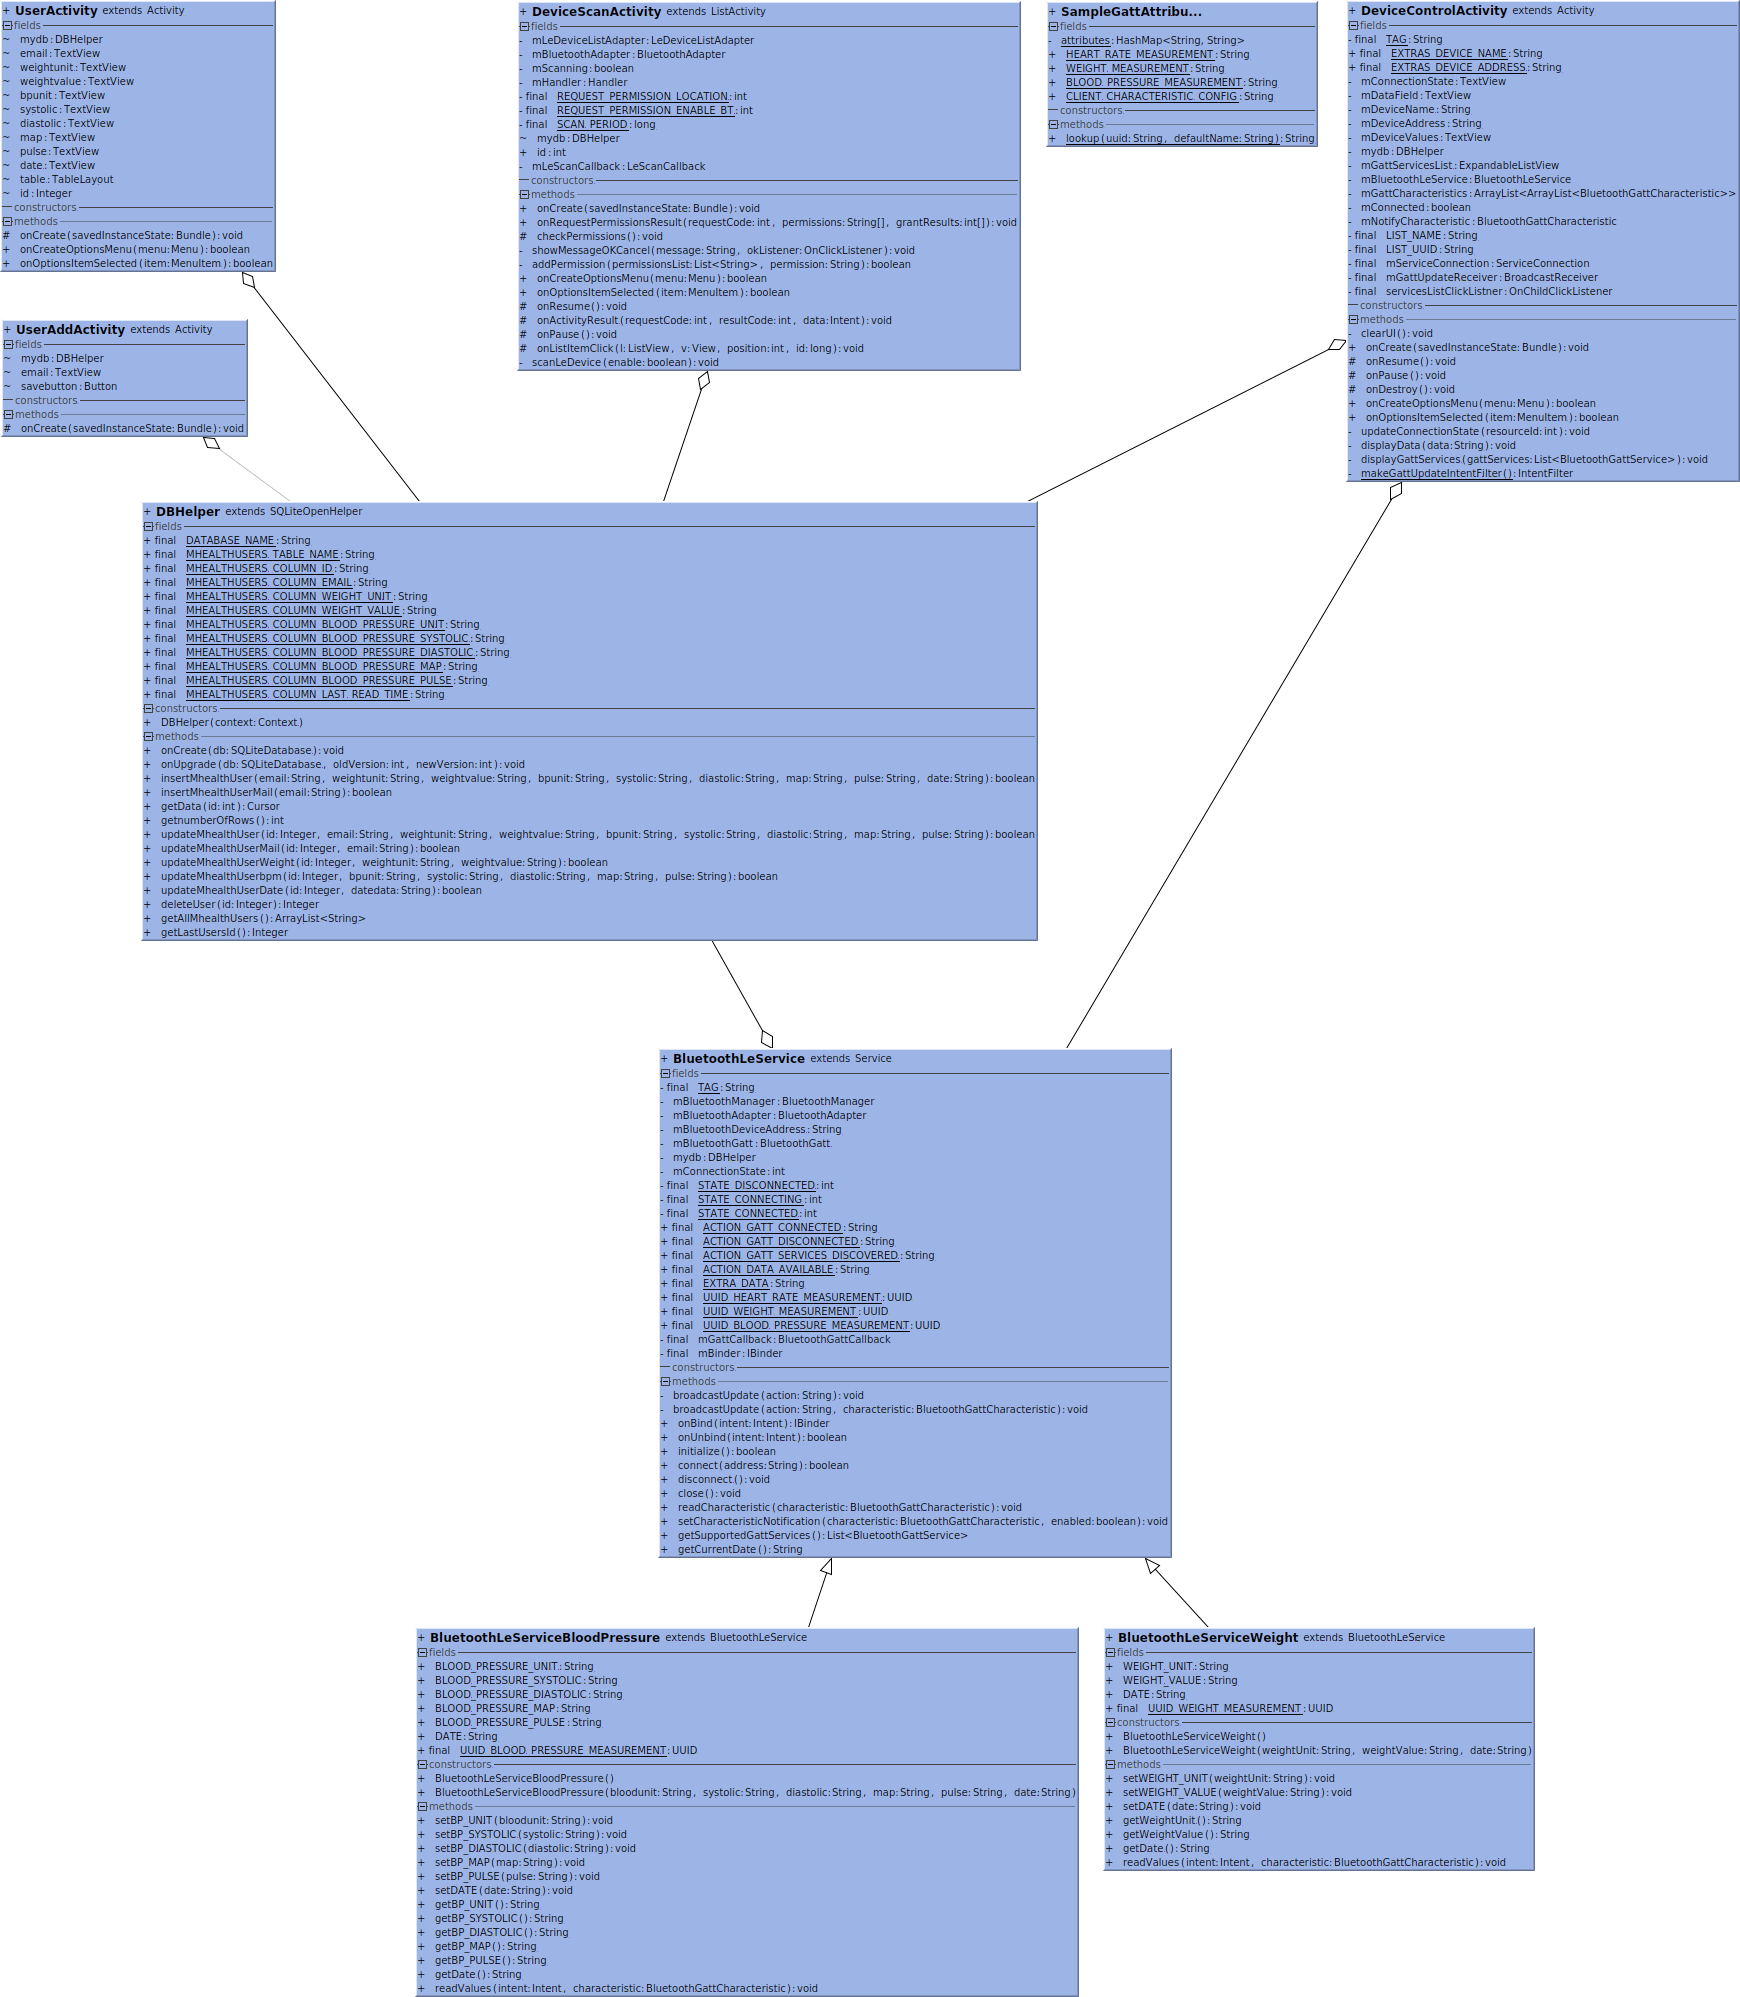 + UserActivity extends Activity
fields
~ mydb : DBHelper
~ email : TextView
~ weightunit : TextView
~ weightvalue : TextView
~ bpunit : TextView
~ systolic : TextView
~ diastolic : TextView
~ map : TextView
~ pulse : TextView
~ date : TextView
~ table : TableLayout
~ id : Integer
constructors
methods
# onCreate (savedInstanceState: Bundle) : void
+ onCreateOptionsMenu (menu: Menu) : boolean
+ onOptionsItemSelected (item: MenuItem ) : boolean
+ UserAddActivity extends Activity
fields
~ mydb : DBHelper
~ email : TextView
~ savebutton : Button
constructors
methods
# onCreate (savedInstanceState: Bundle) : void
+ DeviceScanActivity extends ListActivity
fields
- mLeDeviceListAdapter : LeDeviceListAdapter
- mBluetoothAdapter : BluetoothAdapter
- mScanning : boolean
- mHandler : Handler
- final REQUEST_PERMISSION_LOCATION : int
- final REQUEST_PERMISSION_ENABLE_BT : int
- final SCAN_PERIOD : long
~ mydb : DBHelper
+ id : int
- mLeScanCallback : LeScanCallback
constructors
methods
+ onCreate (savedInstanceState: Bundle) : void
+ onRequestPermissionsResult (requestCode: int , permissions: String[] , grantResults: int[] ) : void
# checkPermissions () : void
- showMessageOKCancel (message: String , okListener: OnClickListener ) : void
- addPermission (permissionsList: List<String> , permission: String) : boolean
+ onCreateOptionsMenu (menu: Menu) : boolean
+ onOptionsItemSelected (item: MenuItem ) : boolean
# onResume () : void
# onActivityResult (requestCode: int , resultCode: int , data: Intent ) : void
# onPause () : void
# onListItemClick (l: ListView , v: View , position: int , id: long) : void
- scanLeDevice (enable: boolean) : void
+ SampleGattAttribu...
fields
- attributes : HashMap<String, String>
+ HEART_RATE_MEASUREMENT : String
+ WEIGHT_MEASUREMENT : String
+ BLOOD_PRESSURE_MEASUREMENT : String
+ CLIENT_CHARACTERISTIC_CONFIG : String
constructors
methods
+ lookup (uuid: String , defaultName: String) : String
+ DeviceControlActivity extends Activity
fields
- final TAG : String
+ final EXTRAS_DEVICE_NAME : String
+ final EXTRAS_DEVICE_ADDRESS : String
- mConnectionState : TextView
- mDataField : TextView
- mDeviceName : String
- mDeviceAddress : String
- mDeviceValues : TextView
- mydb : DBHelper
- mGattServicesList : ExpandableListView
- mBluetoothLeService : BluetoothLeService
- mGattCharacteristics : ArrayList<ArrayList<BluetoothGattCharacteristic>>
- mConnected : boolean
- mNotifyCharacteristic : BluetoothGattCharacteristic
- final LIST_NAME : String
- final LIST_UUID : String
- final mServiceConnection : ServiceConnection
- final mGattUpdateReceiver : BroadcastReceiver
- final servicesListClickListner : OnChildClickListener
constructors
methods
- clearUI () : void
+ onCreate (savedInstanceState: Bundle) : void
# onResume () : void
# onPause () : void
# onDestroy () : void
+ onCreateOptionsMenu (menu: Menu) : boolean
+ onOptionsItemSelected (item: MenuItem ) : boolean
- updateConnectionState (resourceId: int ) : void
- displayData (data: String) : void
- displayGattServices (gattServices: List<BluetoothGattService> ) : void
- makeGattUpdateIntentFilter () : IntentFilter
+ DBHelper extends SQLiteOpenHelper
fields
+ final DATABASE_NAME : String
+ final MHEALTHUSERS_TABLE_NAME : String
+ final MHEALTHUSERS_COLUMN_ID : String
+ final MHEALTHUSERS_COLUMN_EMAIL : String
+ final MHEALTHUSERS_COLUMN_WEIGHT_UNIT : String
+ final MHEALTHUSERS_COLUMN_WEIGHT_VALUE : String
+ final MHEALTHUSERS_COLUMN_BLOOD_PRESSURE_UNIT : String
+ final MHEALTHUSERS_COLUMN_BLOOD_PRESSURE_SYSTOLIC : String
+ final MHEALTHUSERS_COLUMN_BLOOD_PRESSURE_DIASTOLIC : String
+ final MHEALTHUSERS_COLUMN_BLOOD_PRESSURE_MAP : String
+ final MHEALTHUSERS_COLUMN_BLOOD_PRESSURE_PULSE : String
+ final MHEALTHUSERS_COLUMN_LAST_READ_TIME : String
constructors
+ DBHelper (context: Context )
methods
+ onCreate (db: SQLiteDatabase ) : void
+ onUpgrade (db: SQLiteDatabase , oldVersion: int , newVersion: int ) : void
+ insertMhealthUser (email: String , weightunit: String , weightvalue: String , bpunit: String , systolic: String , diastolic: String , map: String , pulse: String , date: String) : boolean
+ insertMhealthUserMail (email: String) : boolean
+ getData (id: int ) : Cursor
+ getnumberOfRows () : int
+ updateMhealthUser (id: Integer , email: String , weightunit: String , weightvalue: String , bpunit: String , systolic: String , diastolic: String , map: String , pulse: String) : boolean
+ updateMhealthUserMail (id: Integer , email: String) : boolean
+ updateMhealthUserWeight (id: Integer , weightunit: String , weightvalue: String) : boolean
+ updateMhealthUserbpm (id: Integer , bpunit: String , systolic: String , diastolic: String , map: String , pulse: String) : boolean
+ updateMhealthUserDate (id: Integer , datedata: String) : boolean
+ deleteUser (id: Integer) : Integer
+ getAllMhealthUsers () : ArrayList<String>
+ getLastUsersId () : Integer
+ BluetoothLeService extends Service
fields
- final TAG : String
- mBluetoothManager : BluetoothManager
- mBluetoothAdapter : BluetoothAdapter
- mBluetoothDeviceAddress : String
- mBluetoothGatt : BluetoothGatt
- mydb : DBHelper
- mConnectionState : int
- final STATE_DISCONNECTED : int
- final STATE_CONNECTING : int
- final STATE_CONNECTED : int
+ final ACTION_GATT_CONNECTED : String
+ final ACTION_GATT_DISCONNECTED : String
+ final ACTION_GATT_SERVICES_DISCOVERED : String
+ final ACTION_DATA_AVAILABLE : String
+ final EXTRA_DATA : String
+ final UUID_HEART_RATE_MEASUREMENT : UUID
+ final UUID_WEIGHT_MEASUREMENT : UUID
+ final UUID_BLOOD_PRESSURE_MEASUREMENT : UUID
- final mGattCallback : BluetoothGattCallback
- final mBinder : IBinder
constructors
methods
- broadcastUpdate (action: String) : void
- broadcastUpdate (action: String , characteristic: BluetoothGattCharacteristic) : void
+ onBind (intent: Intent ) : IBinder
+ onUnbind (intent: Intent ) : boolean
+ initialize () : boolean
+ connect (address: String) : boolean
+ disconnect () : void
+ close () : void
+ readCharacteristic (characteristic: BluetoothGattCharacteristic) : void
+ setCharacteristicNotification (characteristic: BluetoothGattCharacteristic , enabled: boolean) : void
+ getSupportedGattServices () : List<BluetoothGattService>
+ getCurrentDate () : String
+ BluetoothLeServiceBloodPressure extends BluetoothLeService
fields
+ BLOOD_PRESSURE_UNIT : String
+ BLOOD_PRESSURE_SYSTOLIC : String
+ BLOOD_PRESSURE_DIASTOLIC : String
+ BLOOD_PRESSURE_MAP : String
+ BLOOD_PRESSURE_PULSE : String
+ DATE : String
+ final UUID_BLOOD_PRESSURE_MEASUREMENT : UUID
constructors
+ BluetoothLeServiceBloodPressure ()
+ BluetoothLeServiceBloodPressure (bloodunit: String , systolic: String , diastolic: String , map: String , pulse: String , date: String)
methods
+ setBP_UNIT (bloodunit: String) : void
+ setBP_SYSTOLIC (systolic: String) : void
+ setBP_DIASTOLIC (diastolic: String) : void
+ setBP_MAP (map: String) : void
+ setBP_PULSE (pulse: String) : void
+ setDATE (date: String) : void
+ getBP_UNIT () : String
+ getBP_SYSTOLIC () : String
+ getBP_DIASTOLIC () : String
+ getBP_MAP () : String
+ getBP_PULSE () : String
+ getDate () : String
+ readValues (intent: Intent , characteristic: BluetoothGattCharacteristic) : void
+ BluetoothLeServiceWeight extends BluetoothLeService
fields
+ WEIGHT_UNIT : String
+ WEIGHT_VALUE : String
+ DATE : String
+ final UUID_WEIGHT_MEASUREMENT : UUID
constructors
+ BluetoothLeServiceWeight ()
+ BluetoothLeServiceWeight (weightUnit: String , weightValue: String , date: String)
methods
+ setWEIGHT_UNIT (weightUnit: String) : void
+ setWEIGHT_VALUE (weightValue: String) : void
+ setDATE (date: String) : void
+ getWeightUnit () : String
+ getWeightValue () : String
+ getDate () : String
+ readValues (intent: Intent , characteristic: BluetoothGattCharacteristic) : void